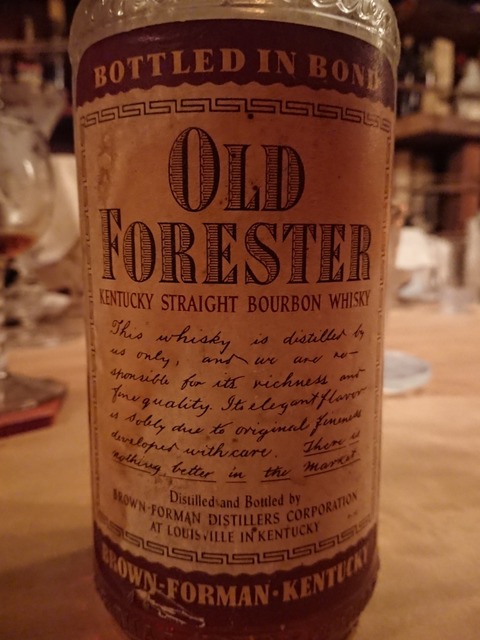 BOTTLED IN BOND
OLD
FORESTER
KENTUCKY STRAIGHT BOURBON WHISKY
This whisky is distilled by
us only, and we are re-
sponsible for its richness and
fine quality. Its elegant flavor
is solely due to original fineness
developed with care. There is
nothing better in the market.
Distilled and Bottled by
BROWN-FORMAN DISTILLERS CORPORATION
AT LOUISVILLE IN KENTUCKY
BROWN-FORMAN·KENTUCKY